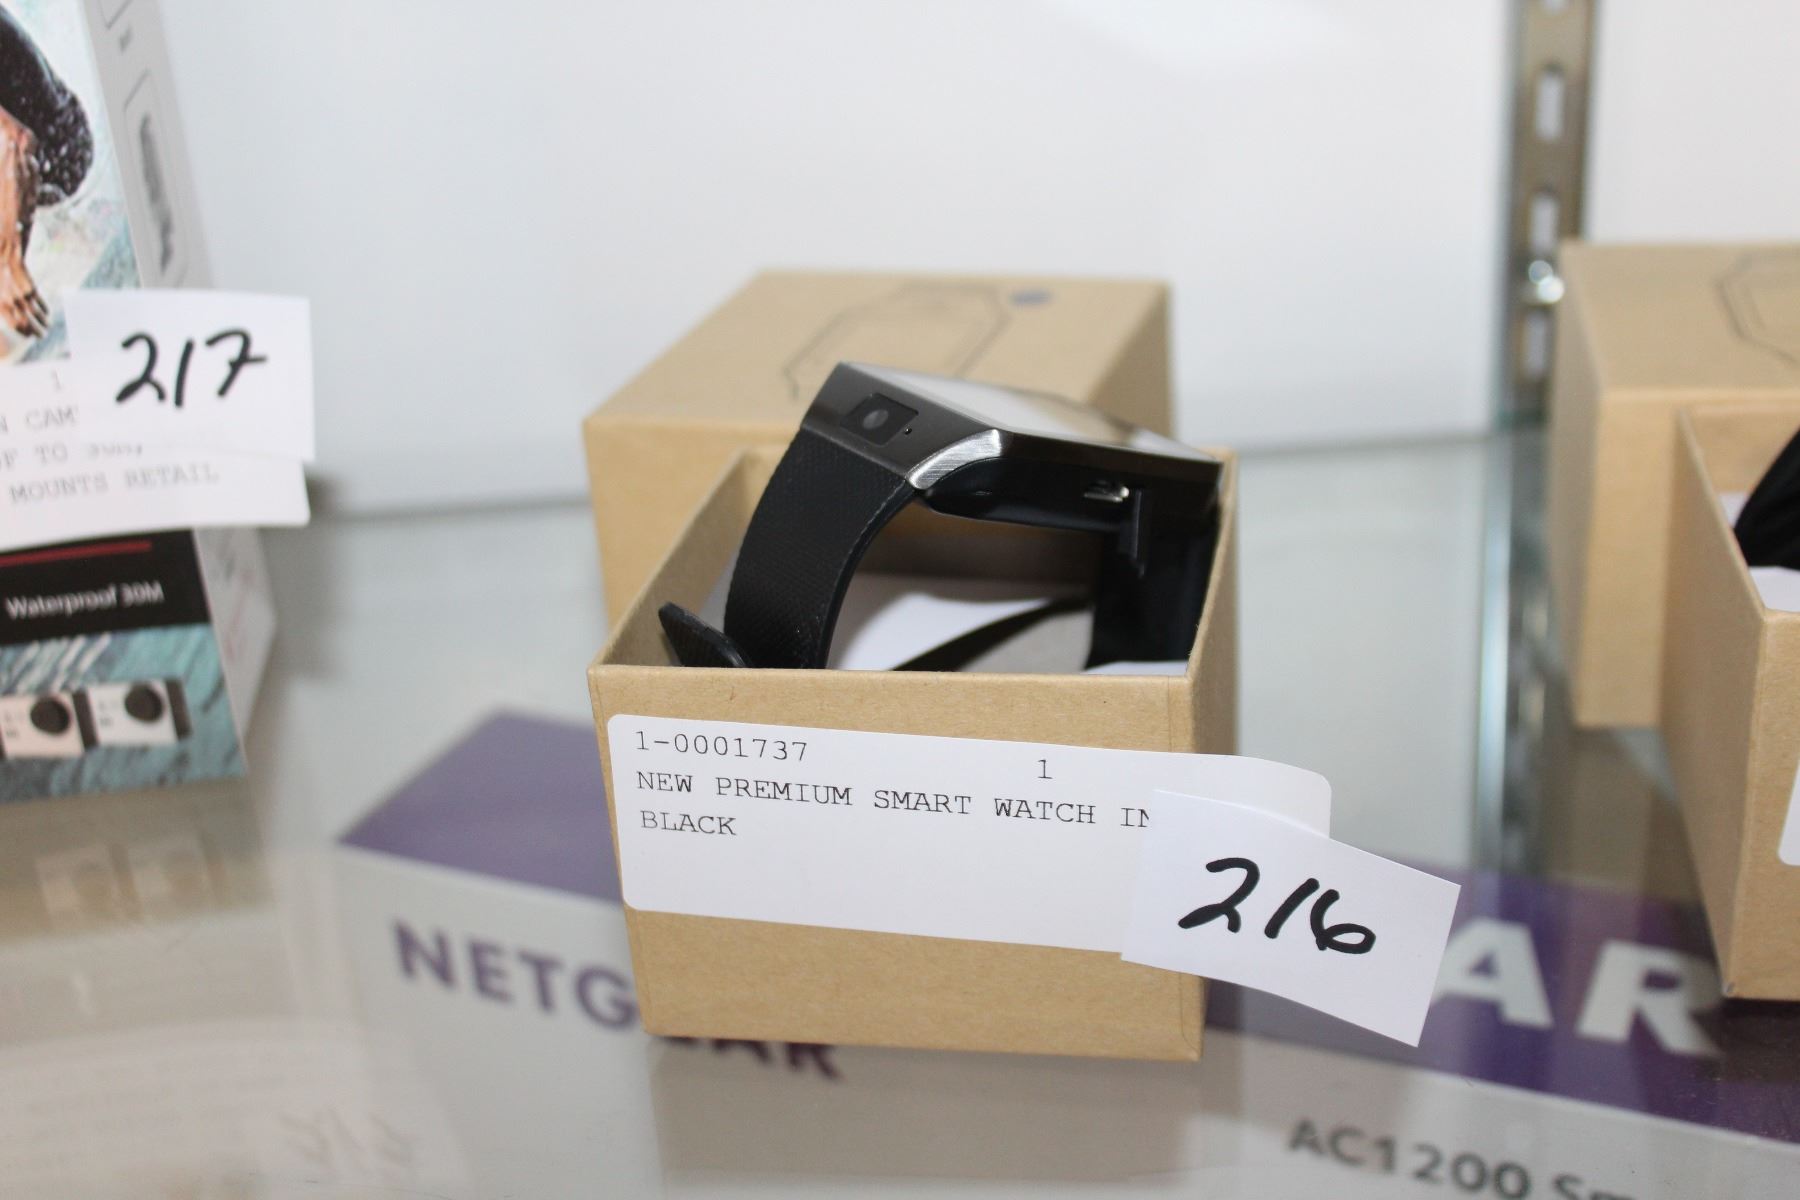 217
1
CAM
TO
MOUNTS RETAIL
Waterproof 30M
1-0001737
1
NEW PREMIUM SMART WATCH IN
BLACK
216
NETGEAR
AR
AC1200